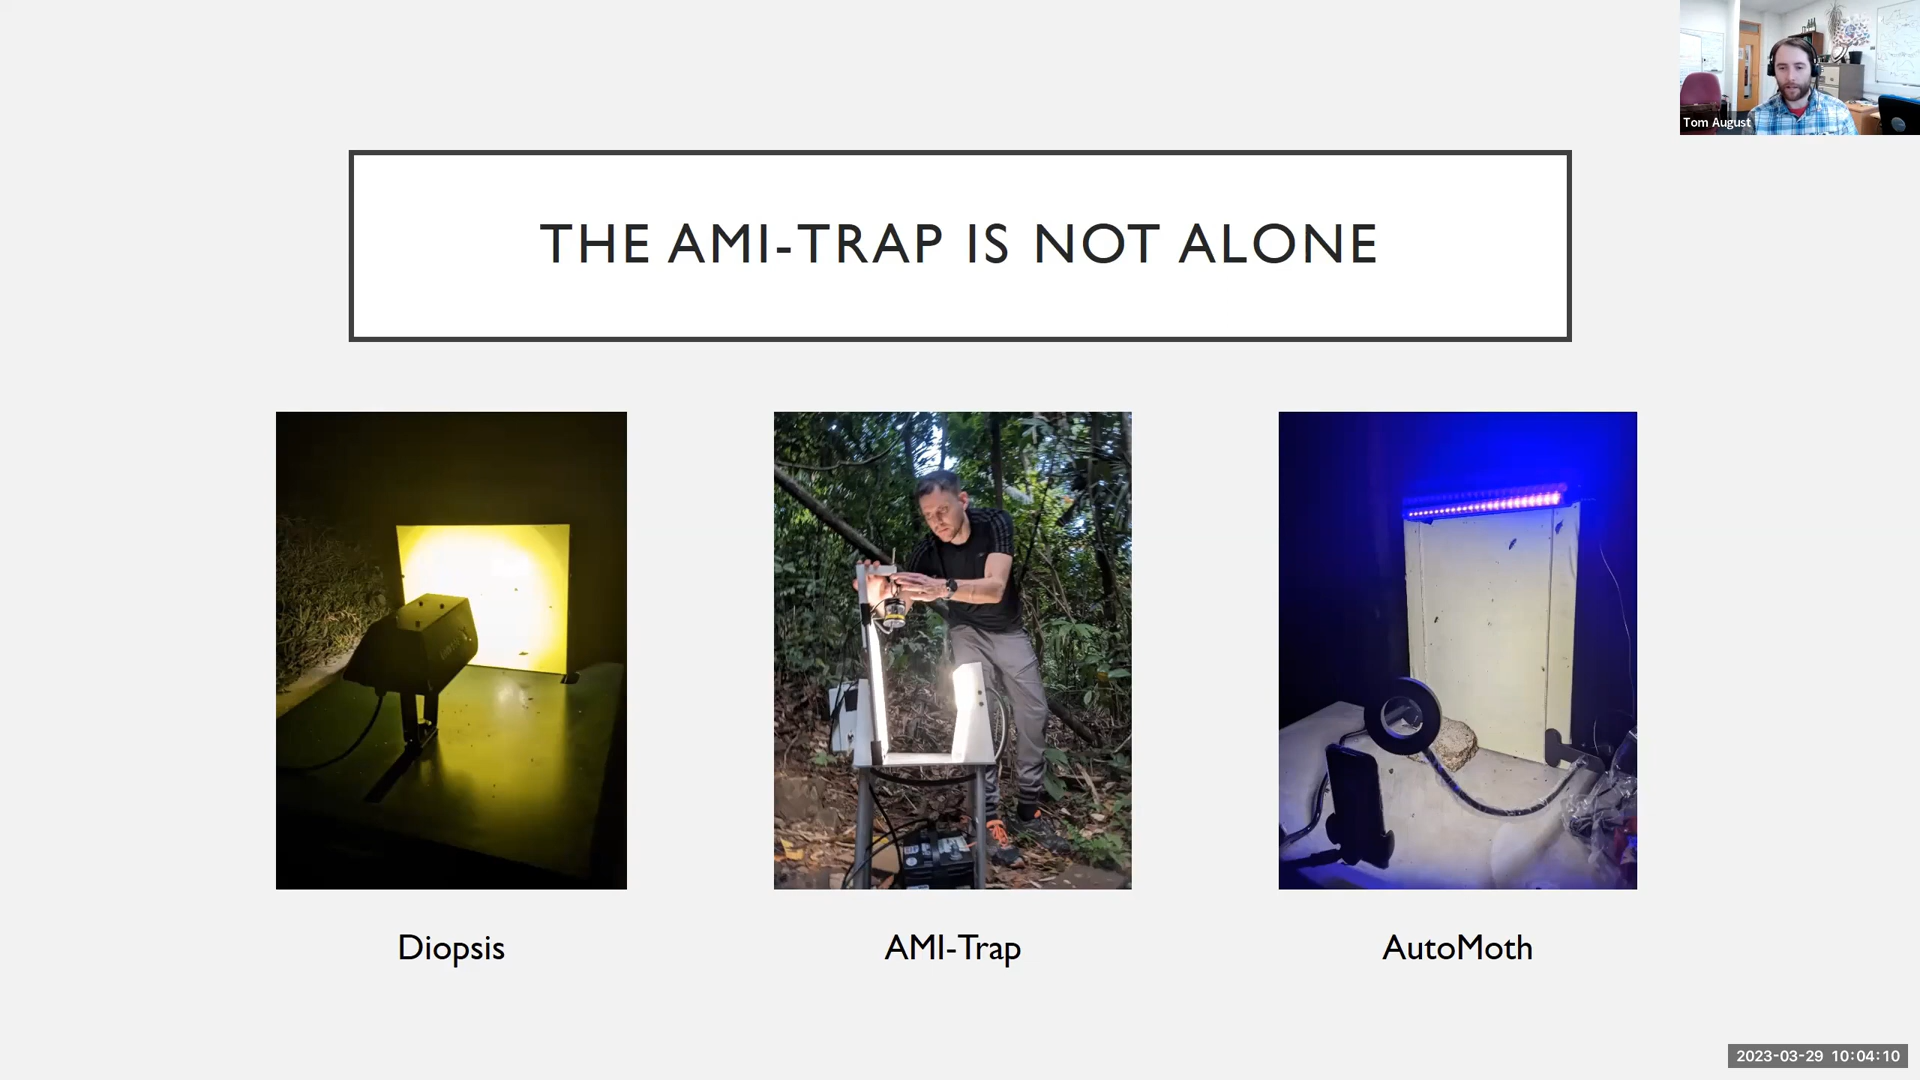 Tom August
THE AMI-TRAP IS NOT ALONE
Diopsis
AMI-Trap
AutoMoth
2023-03-29 10:04:10